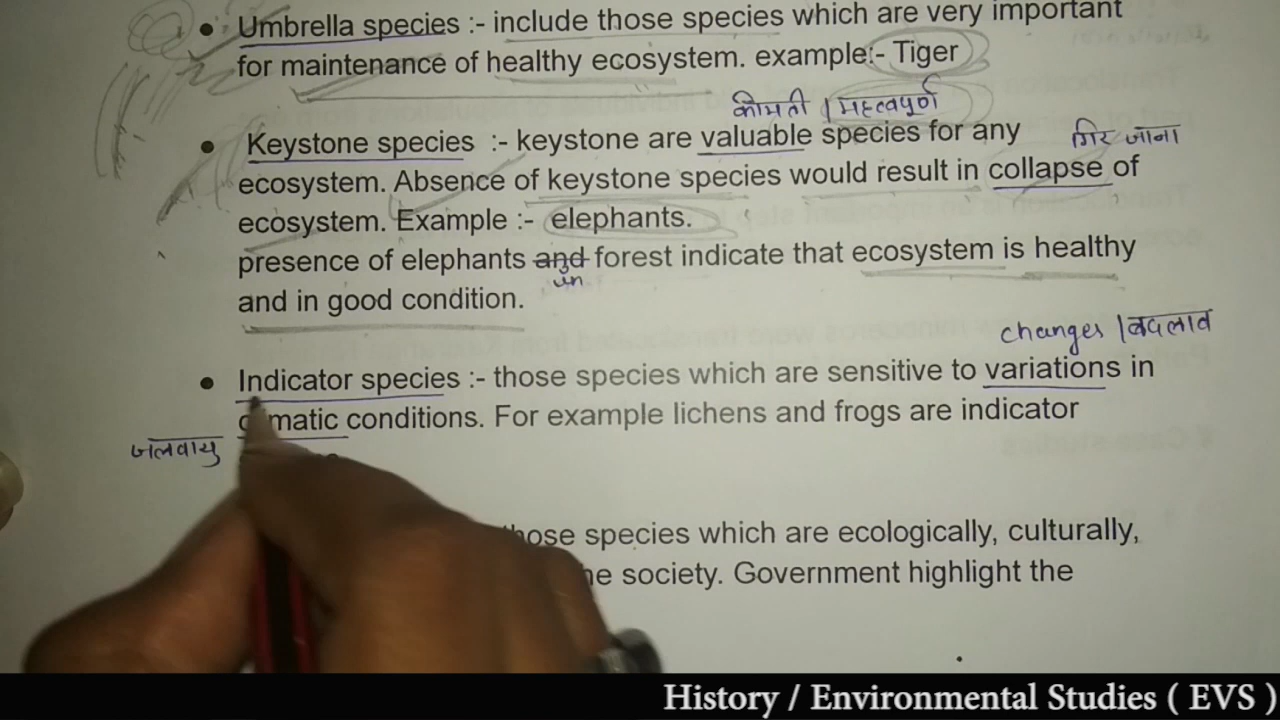 Umbrella species :- include those species which are very important
for maintenance of healthy ecosystem. example:- Tiger
कीमती / महत्वपूर्ण
Keystone species :- keystone are valuable species for any
गिर जाना
ecosystem. Absence of keystone species would result in collapse of
ecosystem. Example :- elephants.
presence of elephants and forest indicate that ecosystem is healthy
in
and in good condition.
changes / बदलाव
Indicator species :- those species which are sensitive to variations in
matic conditions. For example lichens and frogs are indicator
जलवायु
those species which are ecologically, culturally,
society. Government highlight the
History / Environmental Studies ( EVS )